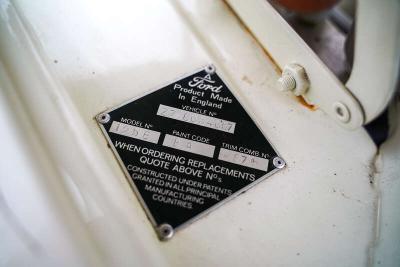 Ford
Product Made
in England
VEHICLE Nº
MODEL Nº
PAINT CODE
TRIM COMB. Nº
WHEN ORDERING REPLACEMENTS
QUOTE ABOVE Nºs.
CONSTRUCTED UNDER PATENTS
GRANTED IN ALL PRINCIPAL
MANUFACTURING
COUNTRIES.